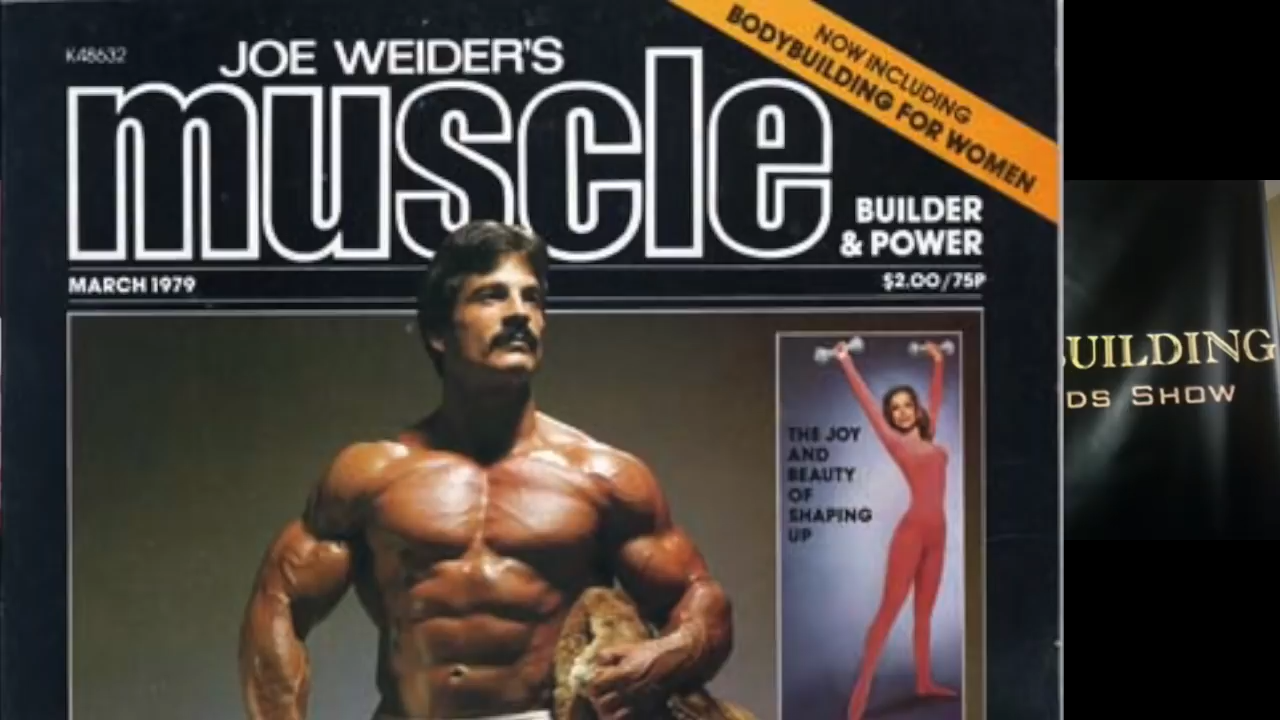 K48632
JOE WEIDER'S
muscle
BUILDER
& POWER
NOW INCLUDING
BODYBUILDING FOR WOMEN
MARCH 1979
$2.00/75P
THE JOY
AND
BEAUTY
OF
SHAPING
UP
UILDING
DS SHOW